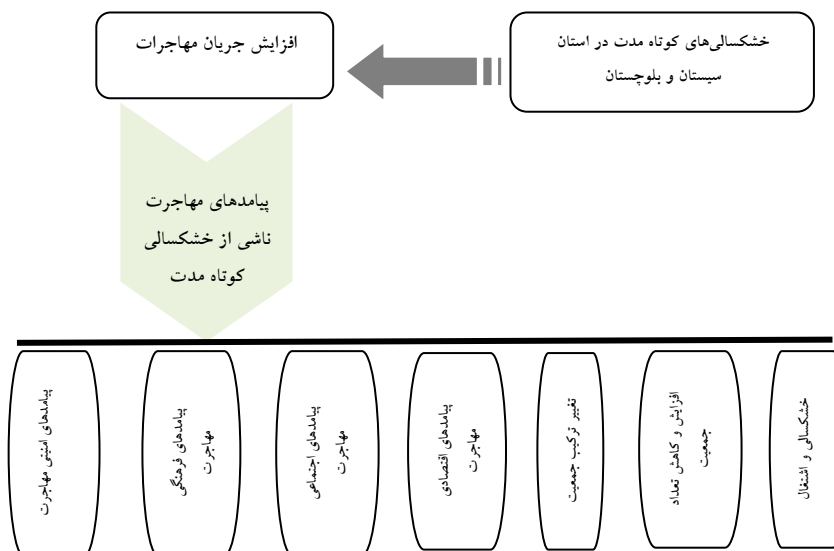 خشکسالی‌های کوتاه مدت در استان
سیستان و بلوچستان
افزایش جریان مهاجرات
پیامدهای مهاجرت
ناشی از خشکسالی
کوتاه مدت
خشکسالی و اشتغال
افزایش و کاهش تعداد
جمعیت
تغییر ترکیب جمعیت
پیامدهای اقتصادی
مهاجرت
پیامدهای اجتماعی
مهاجرت
پیامدهای فرهنگی
مهاجرت
پیامدهای امنیتی مهاجرت